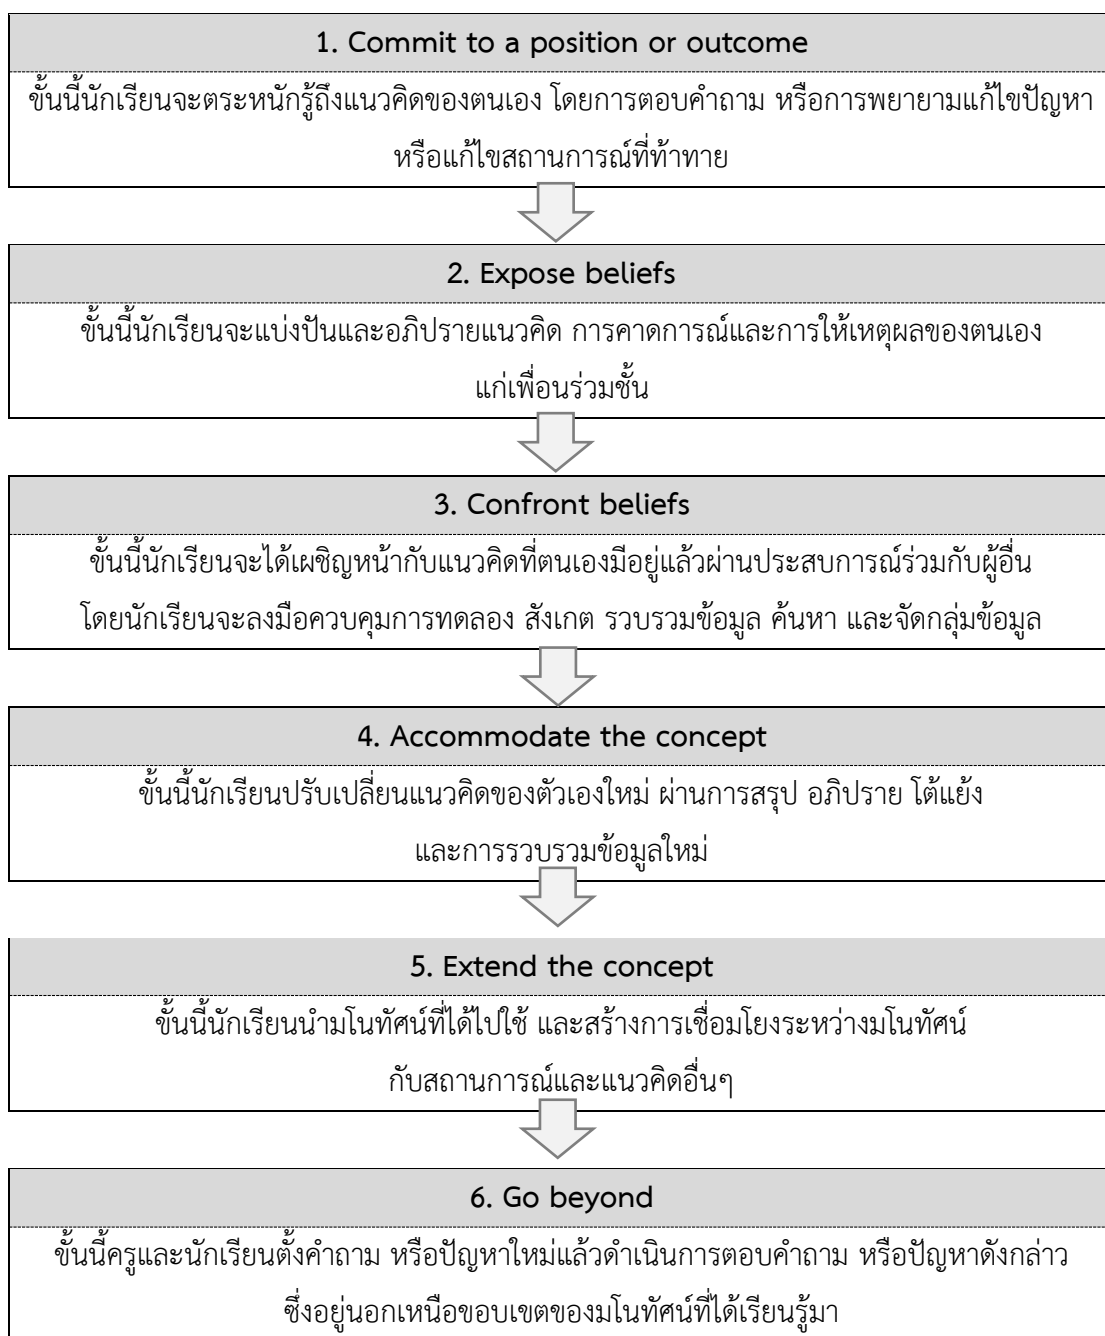 1. Commit to a position or outcome
ขั้นนี้นักเรียนจะตระหนักรู้ถึงแนวคิดของตนเอง โดยการตอบคำถาม หรือการพยายามแก้ไขปัญหา
หรือแก้ไขสถานการณ์ที่ท้าทาย
2. Expose beliefs
ขั้นนี้นักเรียนจะแบ่งปันและอภิปรายแนวคิด การคาดการณ์และการให้เหตุผลของตนเอง
แก่เพื่อนร่วมชั้น
3. Confront beliefs
ขั้นนี้นักเรียนจะได้เผชิญหน้ากับแนวคิดที่ตนเองมีอยู่แล้วผ่านประสบการณ์ร่วมกับผู้อื่น
โดยนักเรียนจะลงมือควบคุมการทดลอง สังเกต รวบรวมข้อมูล ค้นหา และจัดกลุ่มข้อมูล
4. Accommodate the concept
ขั้นนี้นักเรียนปรับเปลี่ยนแนวคิดของตัวเองใหม่ ผ่านการสรุป อภิปราย โต้แย้ง
และการรวบรวมข้อมูลใหม่
5. Extend the concept
ขั้นนี้นักเรียนนำมโนทัศน์ที่ได้ไปใช้ และสร้างการเชื่อมโยงระหว่างมโนทัศน์
กับสถานการณ์และแนวคิดอื่นๆ
6. Go beyond
ขั้นนี้ครูและนักเรียนตั้งคำถาม หรือปัญหาใหม่แล้วดำเนินการตอบคำถาม หรือปัญหาดังกล่าว
ซึ่งอยู่นอกเหนือขอบเขตของมโนทัศน์ที่ได้เรียนรู้มา